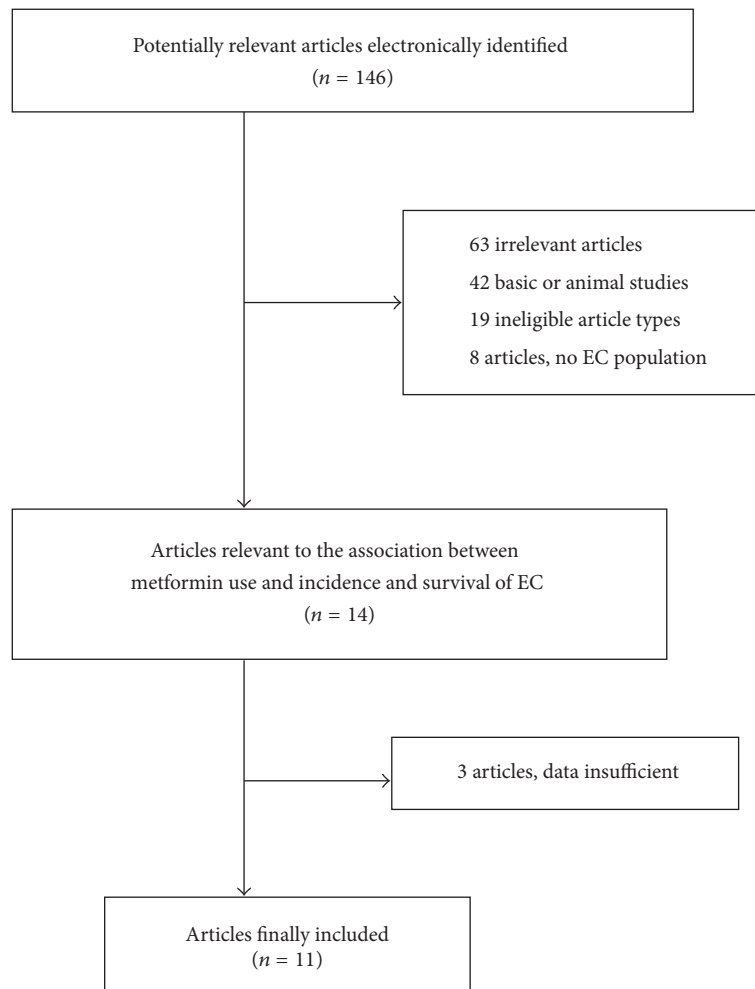 Potentially relevant articles electronically identified
(n = 146)
63 irrelevant articles
42 basic or animal studies
19 ineligible article types
8 articles, no EC population
Articles relevant to the association between
metformin use and incidence and survival of EC
(n = 14)
3 articles, data insufficient
Articles finally included
(n = 11)